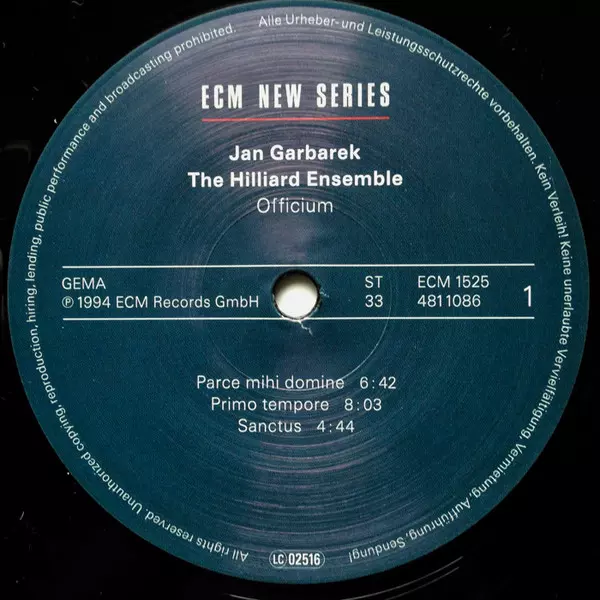 Alle Urheber- und Leistungsschutzrechte vorbehalten. Kein Verleih! Keine unerlaubte Vervielfältigung, Vermietung, Aufführung, Sendung!
ECM NEW SERIES
Jan Garbarek
The Hilliard Ensemble
Officium
GEMA ST ECM 1525
℗ 1994 ECM Records GmbH 33 481 1086 1
Parce mihi domine 6:42
Primo tempore 8:03
Sanctus 4:44
All rights reserved. Unauthorized copying, reproduction, hiring, lending, public performance and broadcasting prohibited.
LC 02516